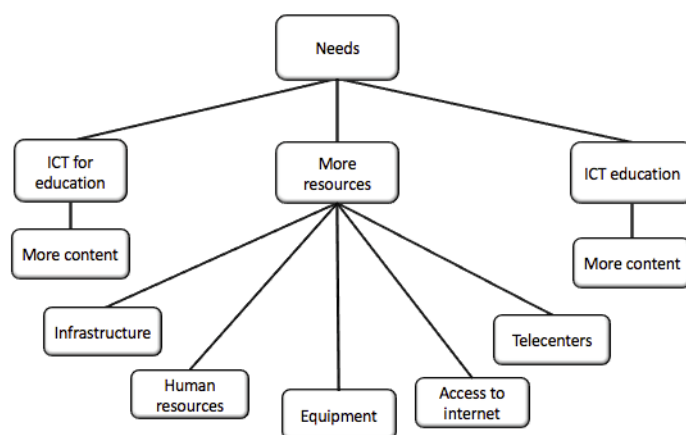 Needs
ICT for
education
More
resources
ICT education
More content
More content
Infrastructure
Telecenters
Human
resources
Access to
internet
Equipment